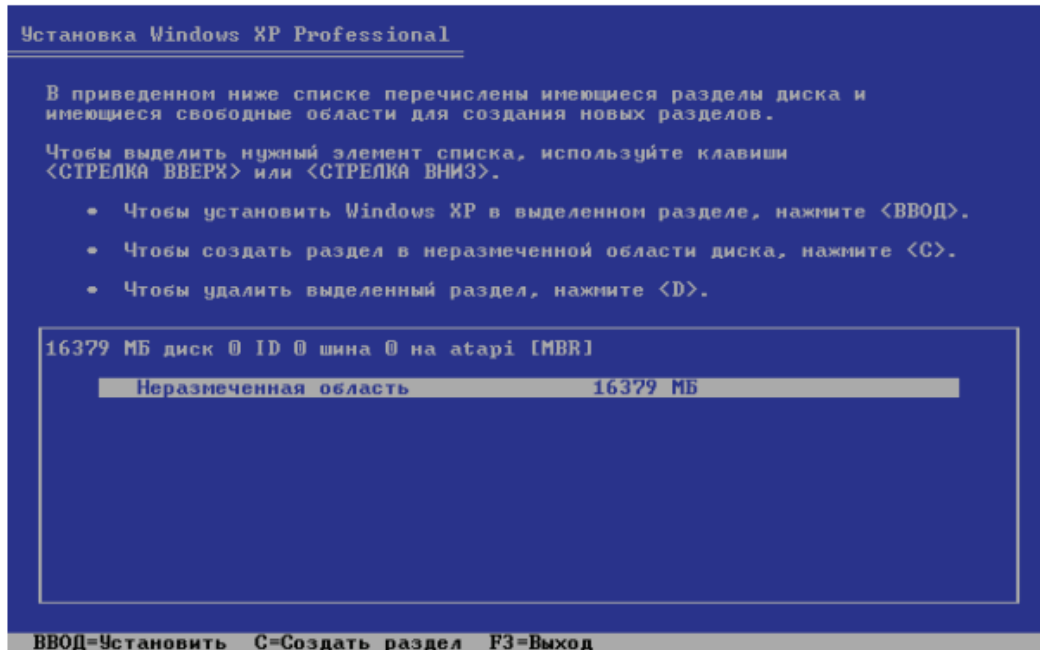 Установка Windows XP Professional
В приведенном ниже списке перечислены имеющиеся разделы диска и
имеющиеся свободные области для создания новых разделов.
Чтобы выделить нужный элемент списка, используйте клавиши
<СТРЕЛКА ВВЕРХ> или <СТРЕЛКА ВНИЗ>.
• Чтобы установить Windows XP в выделенном разделе, нажмите <ВВОД>.
• Чтобы создать раздел в неразмеченной области диска, нажмите <C>.
• Чтобы удалить выделенный раздел, нажмите <D>.
16379 МБ диск 0 ID 0 шина 0 на atapi [MBR]
Неразмеченная область 16379 МБ
ВВОД=Установить C=Создать раздел F3=Выход